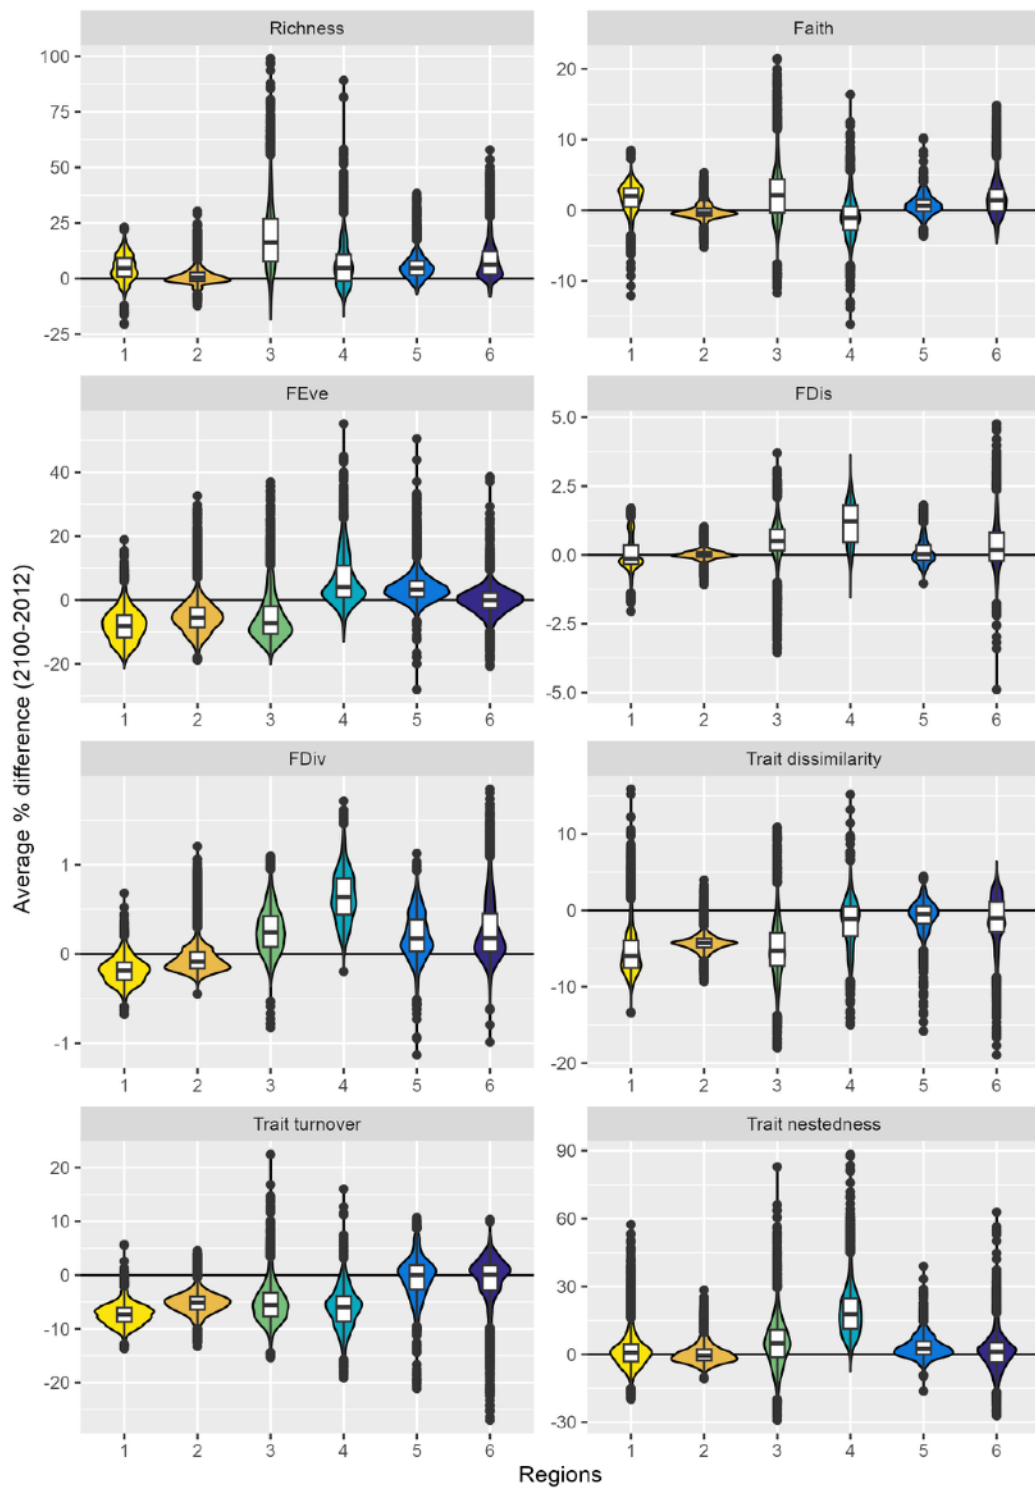 Average % difference (2100-2012)
Richness
100
75
50
25
0
-25
1 2 3 4 5 6
Faith
20
10
0
-10
1 2 3 4 5 6
FEve
40
20
0
-20
1 2 3 4 5 6
FDis
5.0
2.5
0.0
-2.5
-5.0
1 2 3 4 5 6
FDiv
1
0
-1
1 2 3 4 5 6
Trait dissimilarity
10
0
-10
-20
1 2 3 4 5 6
Trait turnover
20
10
0
-10
-20
1 2 3 4 5 6
Trait nestedness
90
60
30
0
-30
1 2 3 4 5 6
Regions